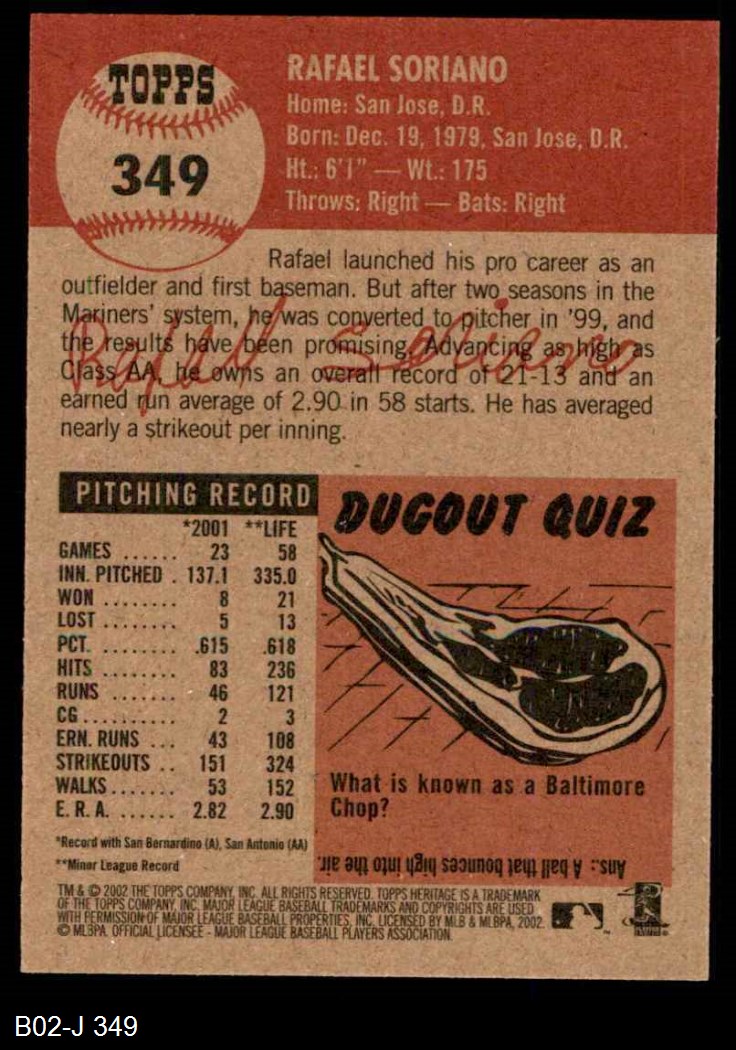 TOPPS
349
RAFAEL SORIANO
Home: San Jose, D.R.
Born: Dec. 19, 1979, San Jose, D.R.
Ht.: 6'1" — Wt.: 175
Throws: Right — Bats: Right
Rafael launched his pro career as an
outfielder and first baseman. But after two seasons in the
Mariners' system, he was converted to pitcher in '99, and
the results have been promising. Advancing as high as
Class AA, he owns an overall record of 21-13 and an
earned run average of 2.90 in 58 starts. He has averaged
nearly a strikeout per inning.
Rafael Soriano
PITCHING RECORD
*2001 **LIFE
GAMES ...... 23 58
INN. PITCHED . 137.1 335.0
WON ........ 8 21
LOST ........ 5 13
PCT. ........ .615 .618
HITS ........ 83 236
RUNS ....... 46 121
CG .......... 2 3
ERN. RUNS ... 43 108
STRIKEOUTS .. 151 324
WALKS ....... 53 152
E. R. A. ...... 2.82 2.90
*Record with San Bernardino (A), San Antonio (AA)
**Minor League Record
DUGOUT QUIZ
What is known as a Baltimore
Chop?
Ans.: A ball that bounces high into the air.
TM & © 2002 THE TOPPS COMPANY, INC. ALL RIGHTS RESERVED. TOPPS HERITAGE IS A TRADEMARK
OF THE TOPPS COMPANY, INC. MAJOR LEAGUE BASEBALL TRADEMARKS AND COPYRIGHTS ARE USED
WITH PERMISSION OF MAJOR LEAGUE BASEBALL PROPERTIES, INC. LICENSED BY MLB & MLBPA, 2002.
© MLBPA. OFFICIAL LICENSEE - MAJOR LEAGUE BASEBALL PLAYERS ASSOCIATION.
B02-J 349